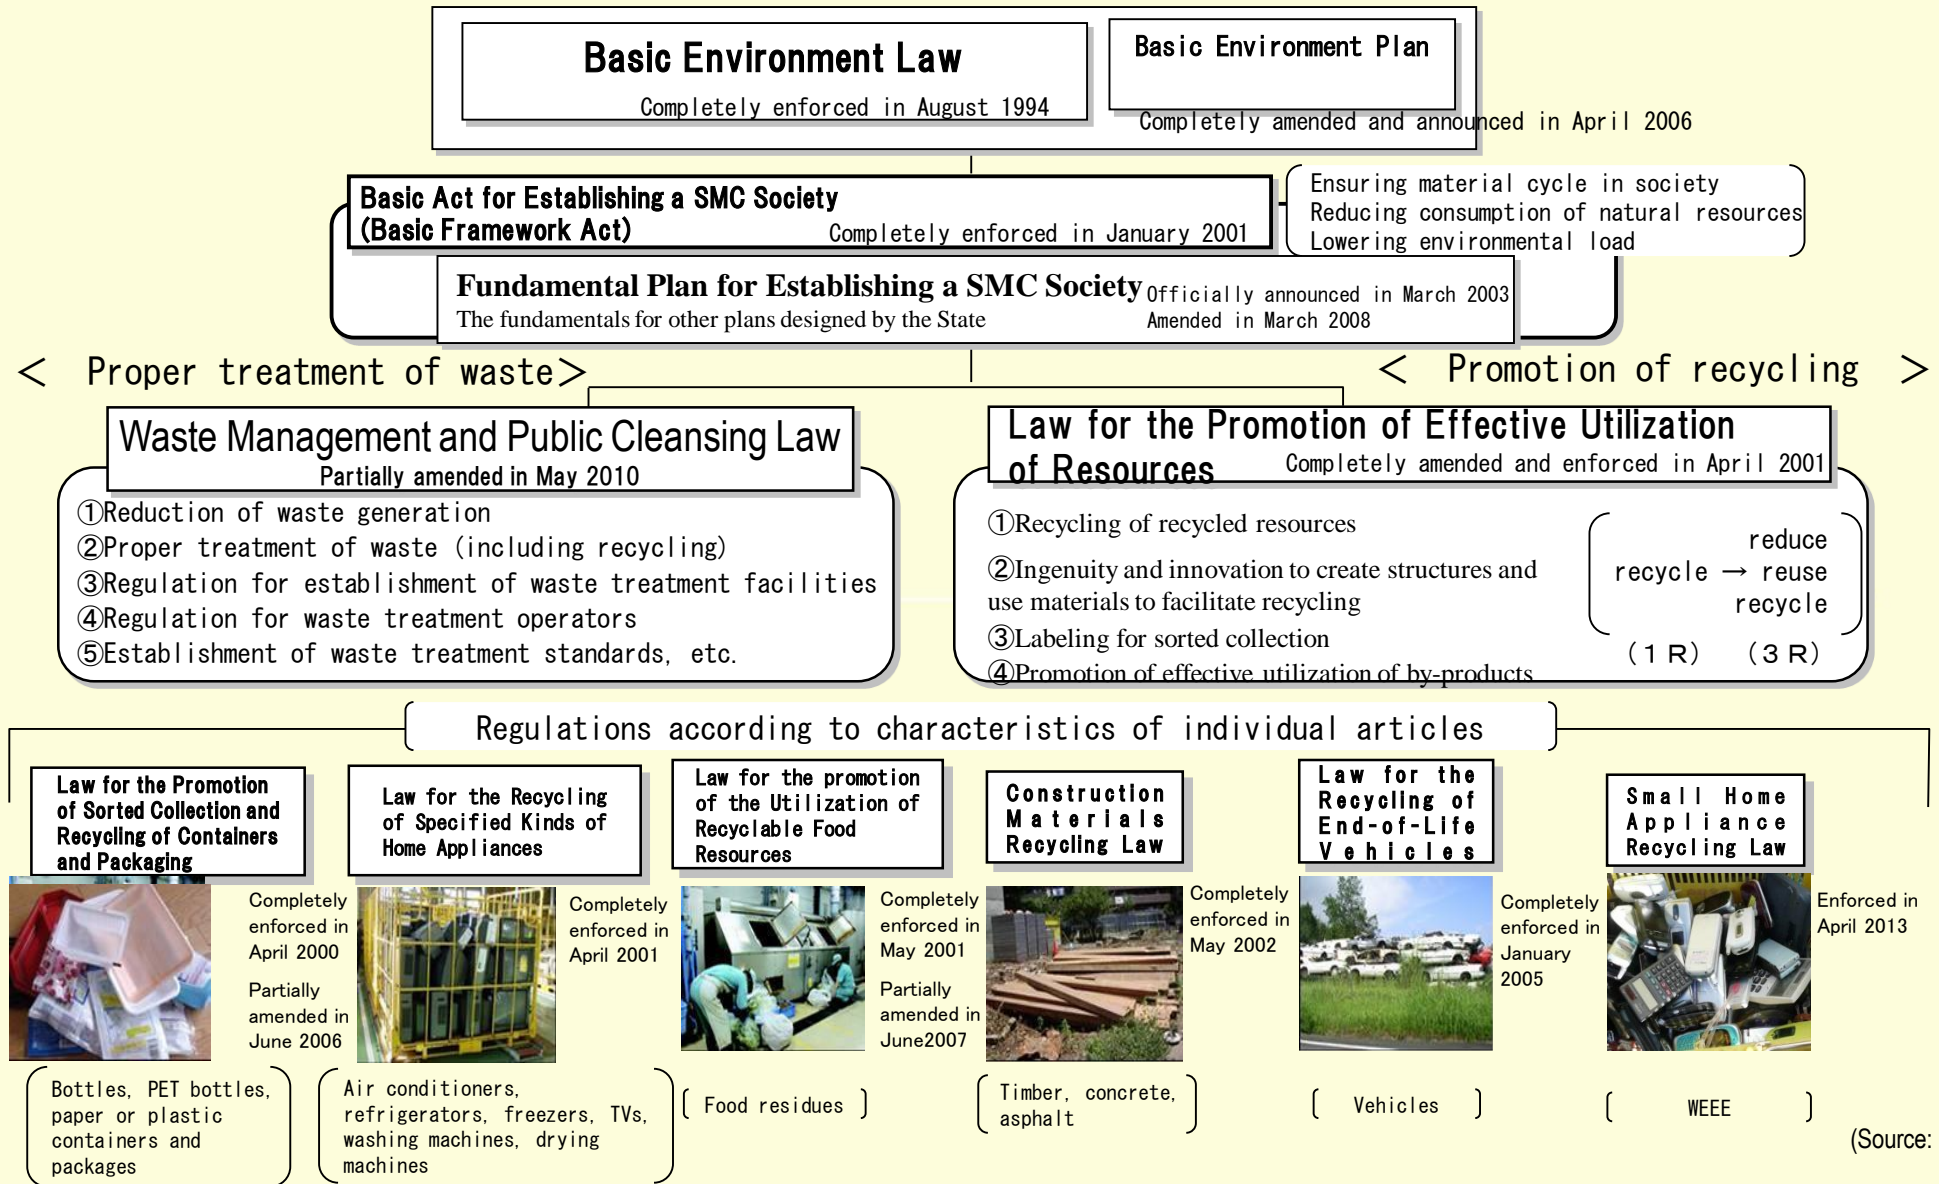 Basic Environment Law
Completely enforced in August 1994
Basic Environment Plan
Completely amended and announced in April 2006
Basic Act for Establishing a SMC Society
(Basic Framework Act)
Completely enforced in January 2001
Ensuring material cycle in society
Reducing consumption of natural resources
Lowering environmental load
Fundamental Plan for Establishing a SMC Society
The fundamentals for other plans designed by the State
Officially announced in March 2003
Amended in March 2008
＜ Proper treatment of waste＞
＜ Promotion of recycling ＞
Waste Management and Public Cleansing Law
Partially amended in May 2010
①Reduction of waste generation
②Proper treatment of waste (including recycling)
③Regulation for establishment of waste treatment facilities
④Regulation for waste treatment operators
⑤Establishment of waste treatment standards, etc.
Law for the Promotion of Effective Utilization
of Resources
Completely amended and enforced in April 2001
①Recycling of recycled resources
②Ingenuity and innovation to create structures and
use materials to facilitate recycling
③Labeling for sorted collection
④Promotion of effective utilization of by-products
reduce
recycle → reuse
recycle
(１Ｒ) (３Ｒ)
Regulations according to characteristics of individual articles
Law for the Promotion
of Sorted Collection and
Recycling of Containers
and Packaging
Completely
enforced in
April 2000
Partially
amended in
June 2006
Bottles, PET bottles,
paper or plastic
containers and
packages
Law for the Recycling
of Specified Kinds of
Home Appliances
Completely
enforced in
April 2001
Air conditioners,
refrigerators, freezers, TVs,
washing machines, drying
machines
Law for the promotion
of the Utilization of
Recyclable Food
Resources
Completely
enforced in
May 2001
Partially
amended in
June2007
Food residues
Construction
Materials
Recycling Law
Completely
enforced in
May 2002
Timber, concrete,
asphalt
Law for the
Recycling of
End-of-Life
Vehicles
Completely
enforced in
January
2005
Vehicles
Small Home
Appliance
Recycling Law
Enforced in
April 2013
WEEE
(Source: